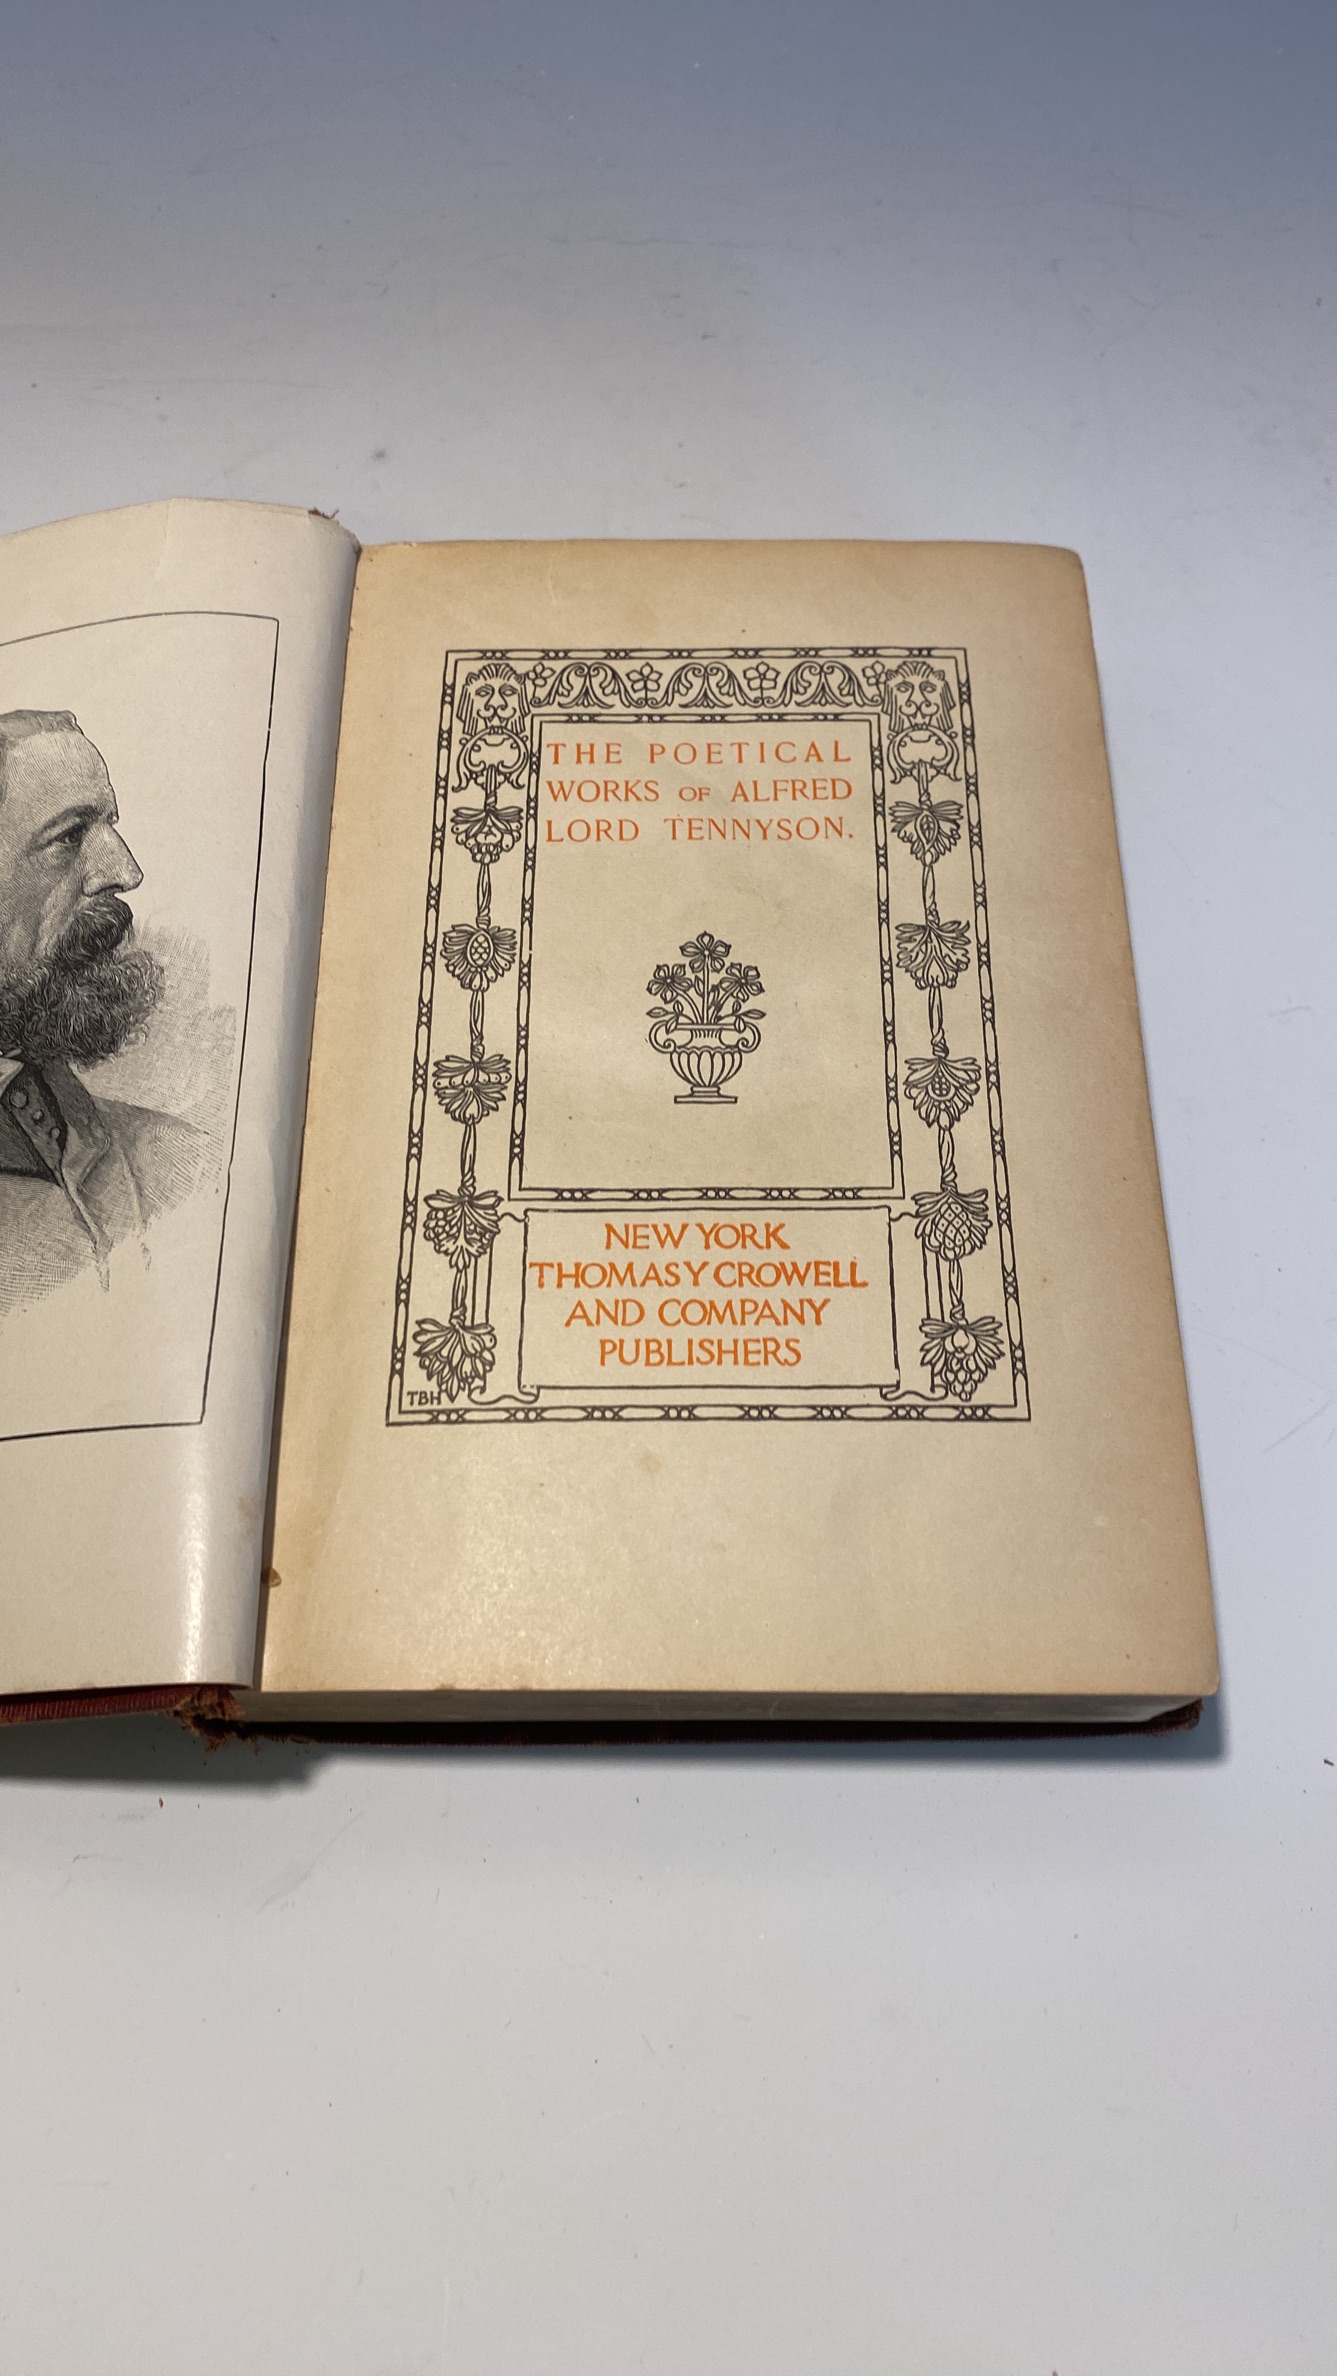 THE POETICAL
WORKS OF ALFRED
LORD TENNYSON.
NEW YORK
THOMAS Y CROWELL
AND COMPANY
PUBLISHERS
TBH